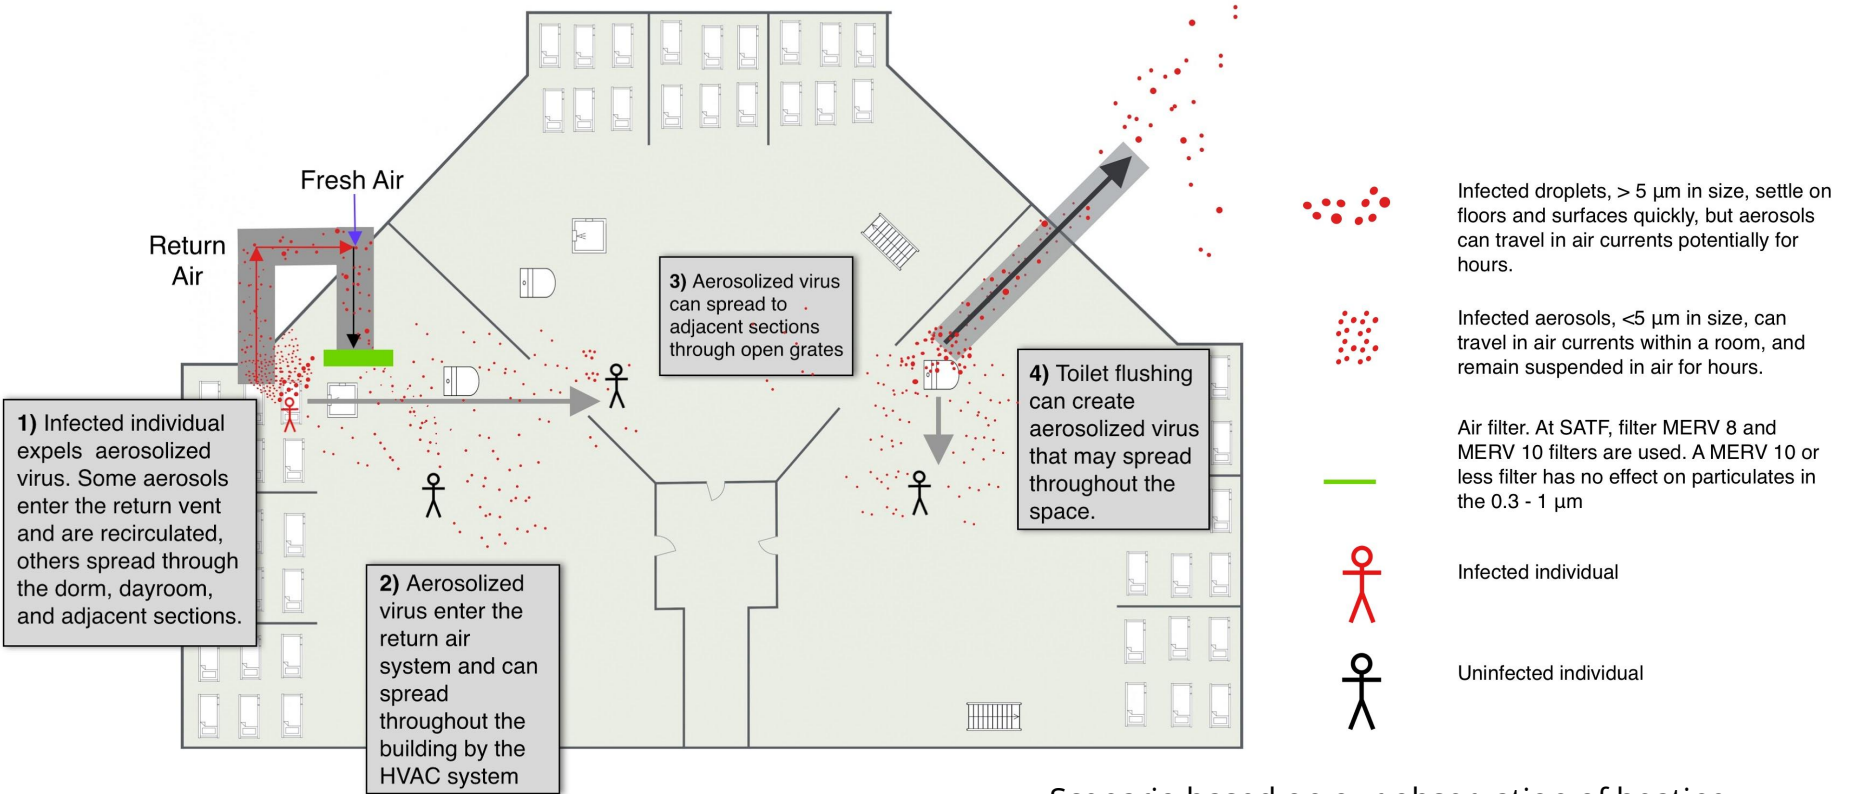 Fresh Air
Return
Air
1) Infected individual
expels aerosolized
virus. Some aerosols
enter the return vent
and are recirculated,
others spread through
the dorm, dayroom,
and adjacent sections.
2) Aerosolized
virus enter the
return air
system and can
spread
throughout the
building by the
HVAC system
3) Aerosolized virus
can spread to
adjacent sections
through open grates
4) Toilet flushing
can create
aerosolized virus
that may spread
throughout the
space.
Infected droplets, > 5 µm in size, settle on
floors and surfaces quickly, but aerosols
can travel in air currents potentially for
hours.
Infected aerosols, <5 µm in size, can
travel in air currents within a room, and
remain suspended in air for hours.
Air filter. At SATF, filter MERV 8 and
MERV 10 filters are used. A MERV 10 or
less filter has no effect on particulates in
the 0.3 - 1 µm
Infected individual
Uninfected individual
Scenario based on our observation of heating